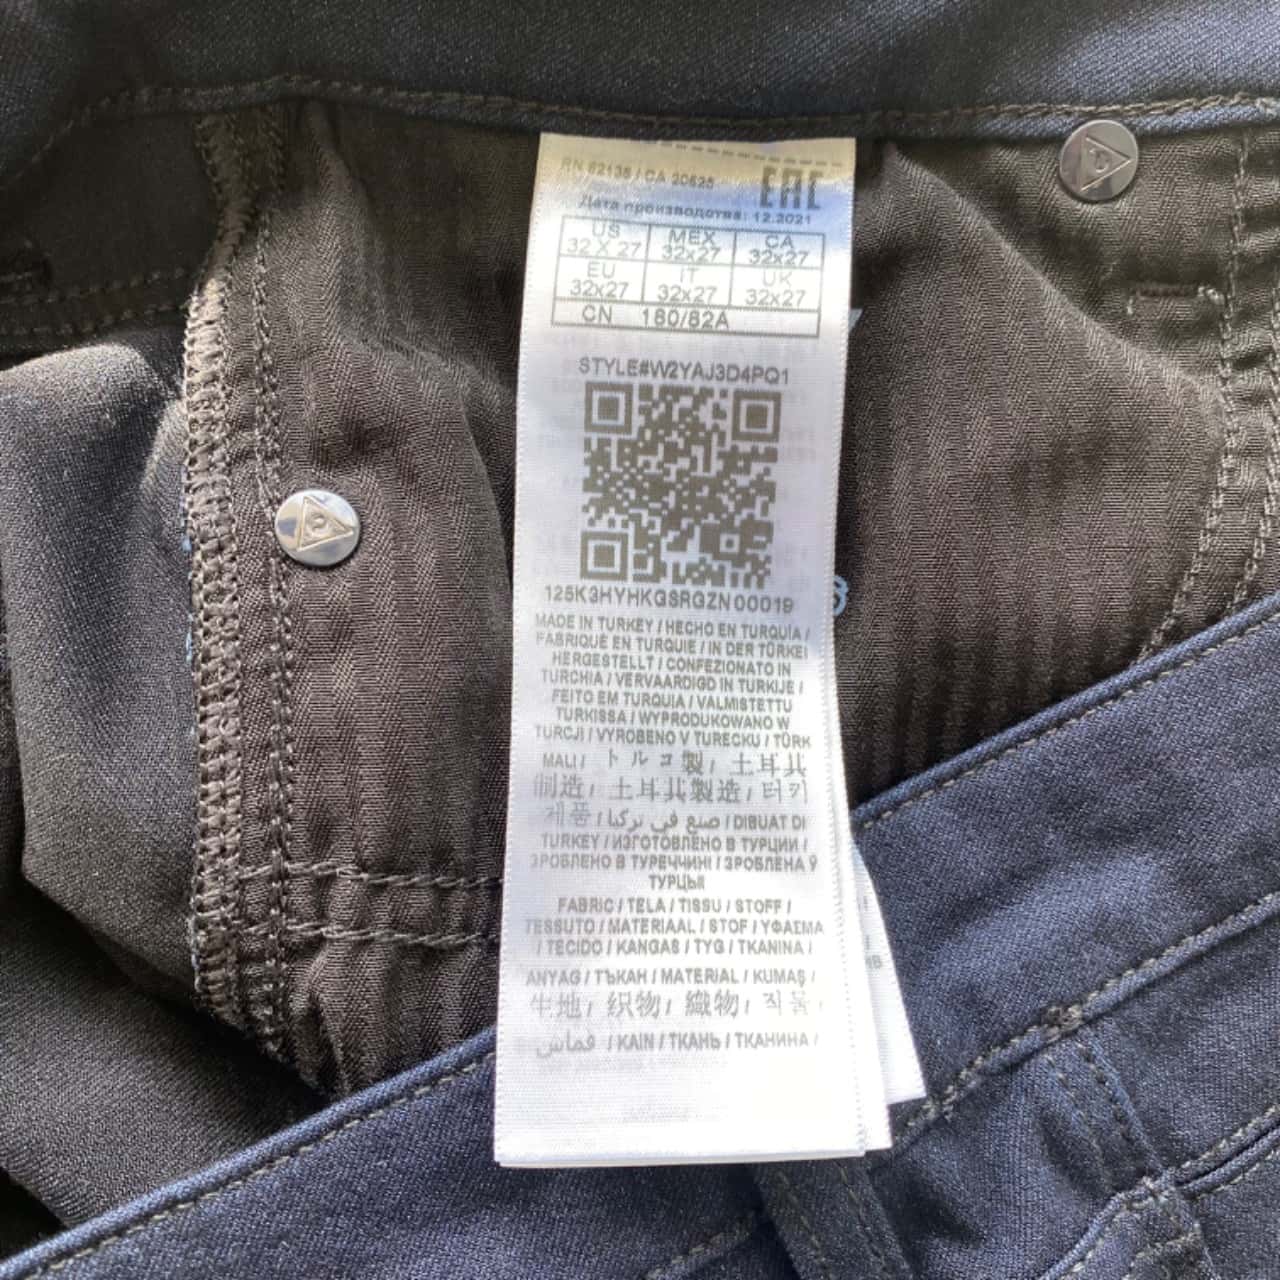 RN 62136 / CA 20625
EAC
Дата производства: 12.2021
US MEX CA
32 X 27 32x27 32x27
EU IT UK
32x27 32x27 32x27
CN 160/82A
STYLE#W2YAJ3D4PQ1
125K3HYHKGSRGZN00019
MADE IN TURKEY / HECHO EN TURQUÍA /
FABRIQUÉ EN TURQUIE / IN DER TÜRKEI
HERGESTELLT / CONFEZIONATO IN
TURCHIA / VERVAARDIGD IN TURKIJE /
FEITO EM TURQUIA / VALMISTETTU
TURKISSA / WYPRODUKOWANO W
TURCJI / VYROBENO V TURECKU / TÜRK
MALI / トルコ製 / 土耳其
制造 / 土耳其製造 / 터키
제품 / صنع في تركيا / DIBUAT DI
TURKEY / ИЗГОТОВЛЕНО В ТУРЦИИ /
ЗРОБЛЕНО В ТУРЕЧЧИНІ / ЗРОБЛЕНА Ў
ТУРЦЫІ
FABRIC / TELA / TISSU / STOFF /
TESSUTO / MATERIAAL / STOF / ΥΦΑΣΜΑ
/ TECIDO / KANGAS / TYG / TKANINA /
ANYAG / ТЪКАН / MATERIAL / KUMAŞ /
生地 / 织物 / 織物 / 직물 /
قماش / KAIN / ТКАНЬ / ТКАНИНА /